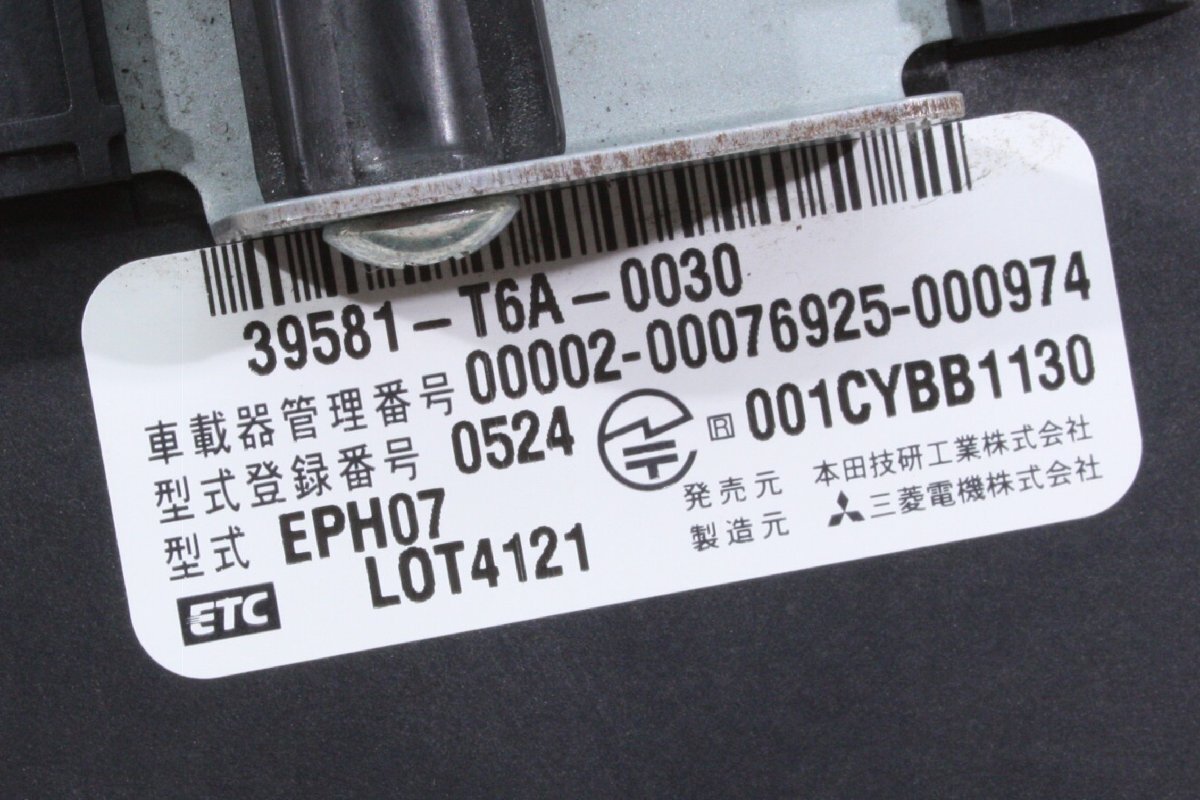 39581-T6A-0030
車載器管理番号 00002-00076925-000974
型式登録番号 0524 R 001CYBB1130
型式 EPH07
発売元 本田技研工業株式会社
LOT4121
製造元 三菱電機株式会社
ETC